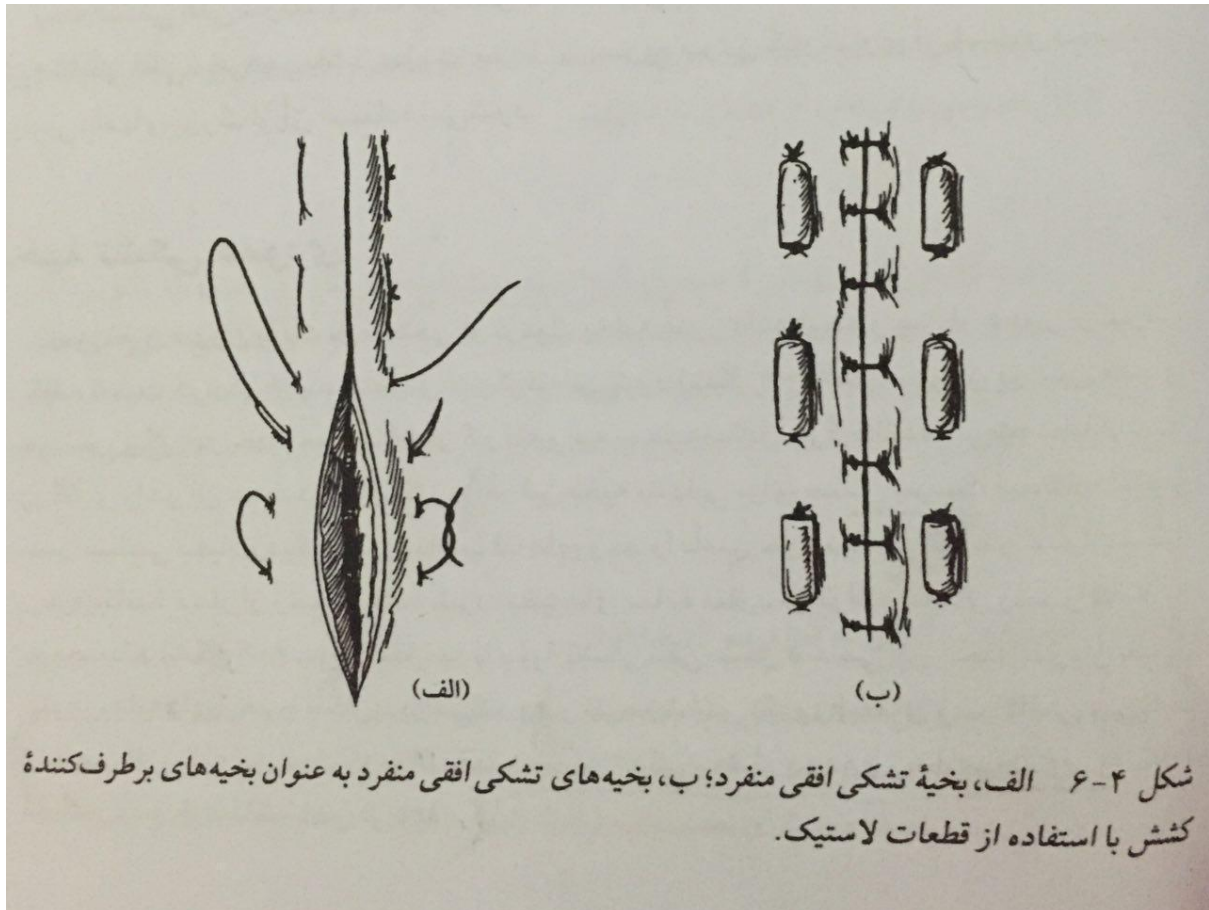 (الف)
(ب)
شکل ۴-۶ الف، بخیهٔ تشکی افقی منفرد؛ ب، بخیه‌های تشکی افقی منفرد به عنوان بخیه‌های برطرف‌کنندهٔ
کشش با استفاده از قطعات لاستیک.